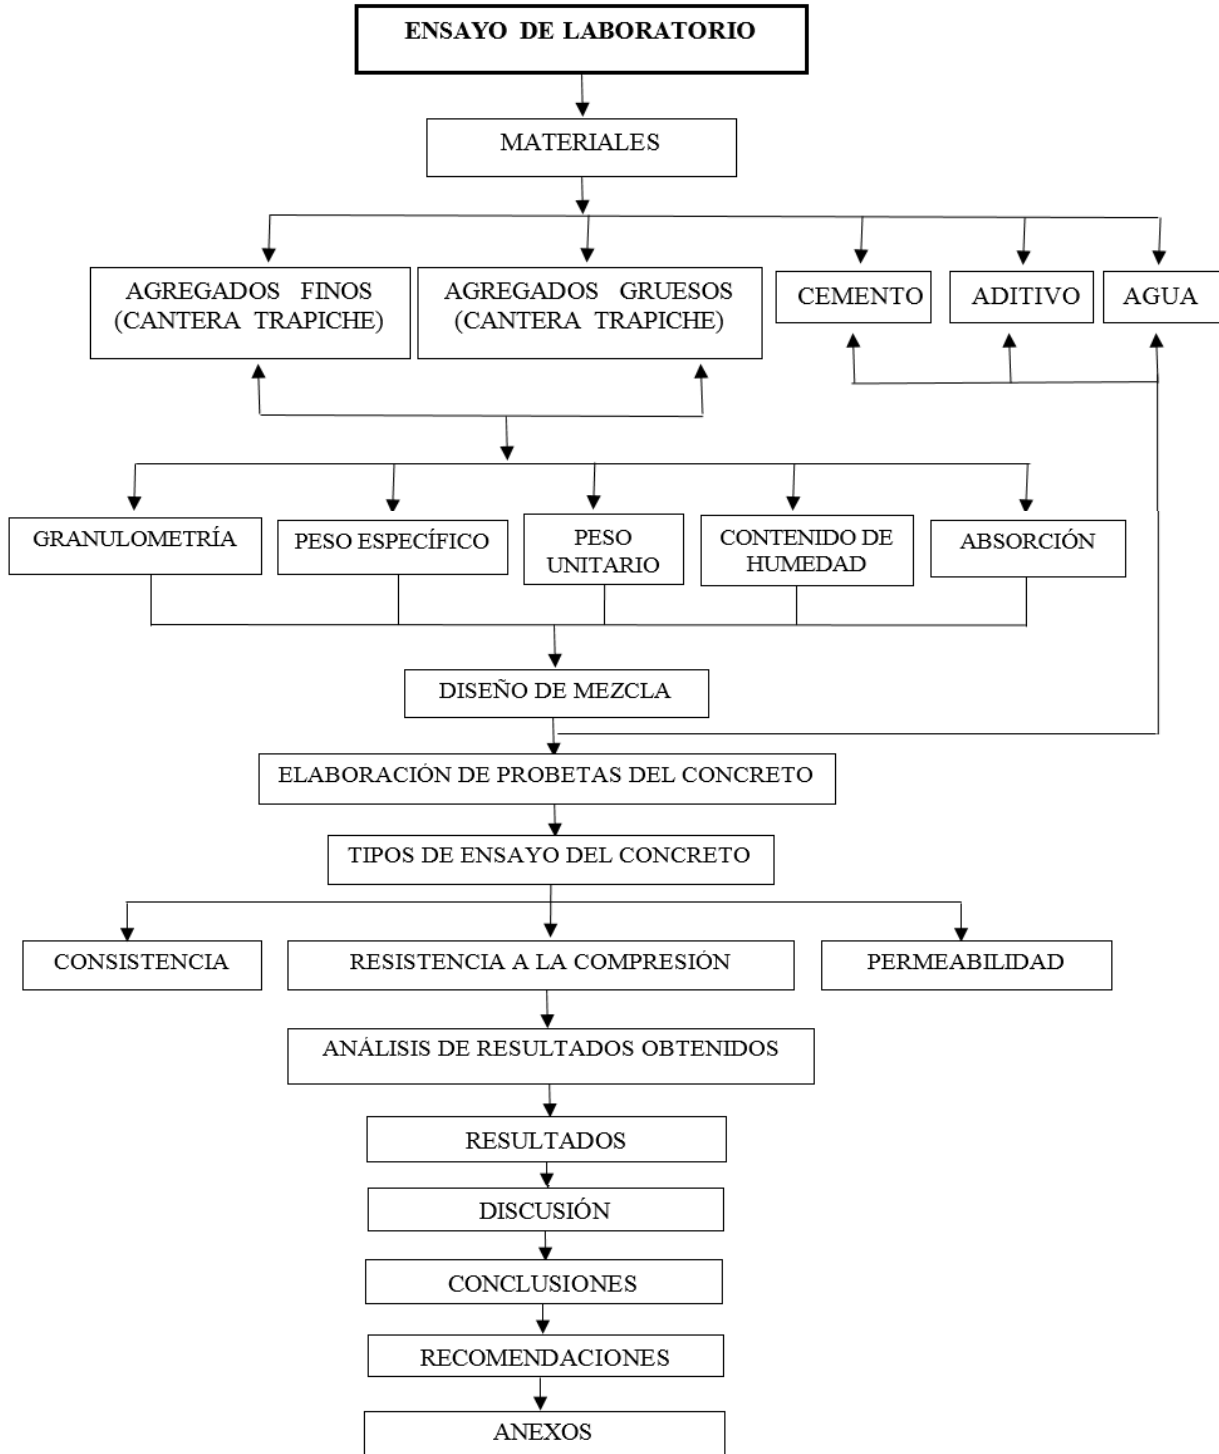 ENSAYO DE LABORATORIO
MATERIALES
AGREGADOS FINOS
(CANTERA TRAPICHE)
AGREGADOS GRUESOS
(CANTERA TRAPICHE)
CEMENTO
ADITIVO
AGUA
GRANULOMETRÍA
PESO ESPECÍFICO
PESO
UNITARIO
CONTENIDO DE
HUMEDAD
ABSORCIÓN
DISEÑO DE MEZCLA
ELABORACIÓN DE PROBETAS DEL CONCRETO
TIPOS DE ENSAYO DEL CONCRETO
CONSISTENCIA
RESISTENCIA A LA COMPRESIÓN
PERMEABILIDAD
ANÁLISIS DE RESULTADOS OBTENIDOS
RESULTADOS
DISCUSIÓN
CONCLUSIONES
RECOMENDACIONES
ANEXOS